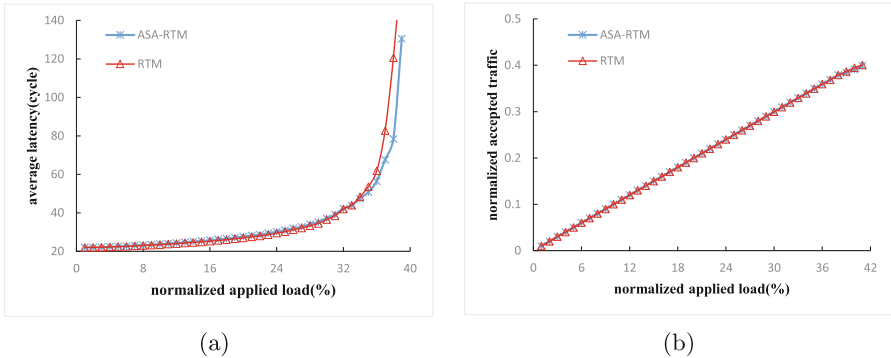 140
120
100
80
60
40
20
0 8 16 24 32 40
average latency(cycle)
normalized applied load(%)
ASA-RTM
RTM
(a)
0.5
0.4
0.3
0.2
0.1
0
0 6 12 18 24 30 36 42
normalized accepted traffic
normalized applied load(%)
ASA-RTM
RTM
(b)